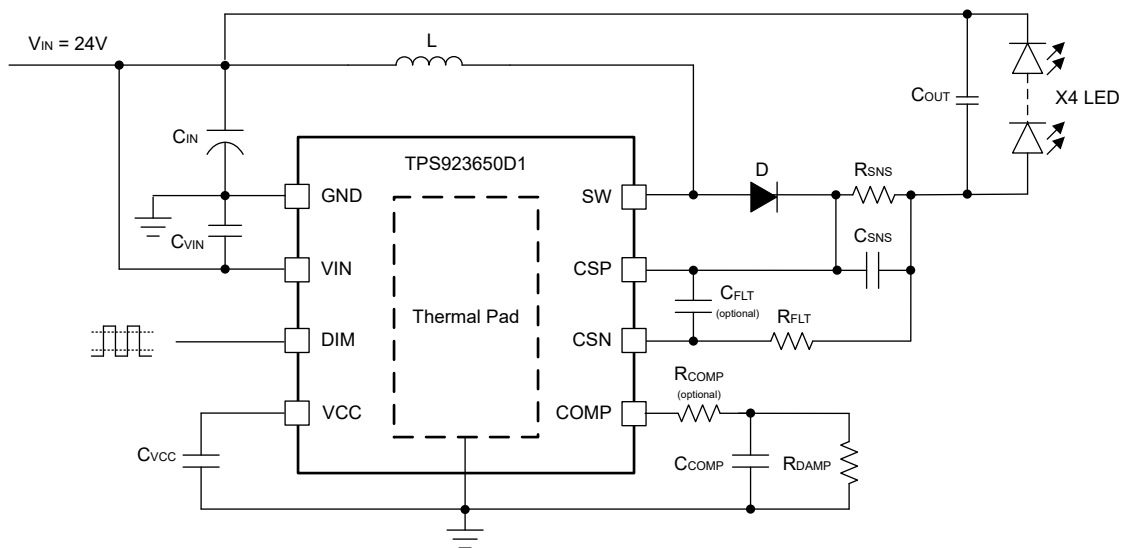 VIN = 24V
L
COUT
X4 LED
CIN
TPS923650D1
GND
SW
D
RSNS
CVIN
CSNS
VIN
CSP
Thermal Pad
CFLT
(optional)
RFLT
DIM
CSN
RCOMP
(optional)
VCC
COMP
CVCC
CCOMP
RDAMP